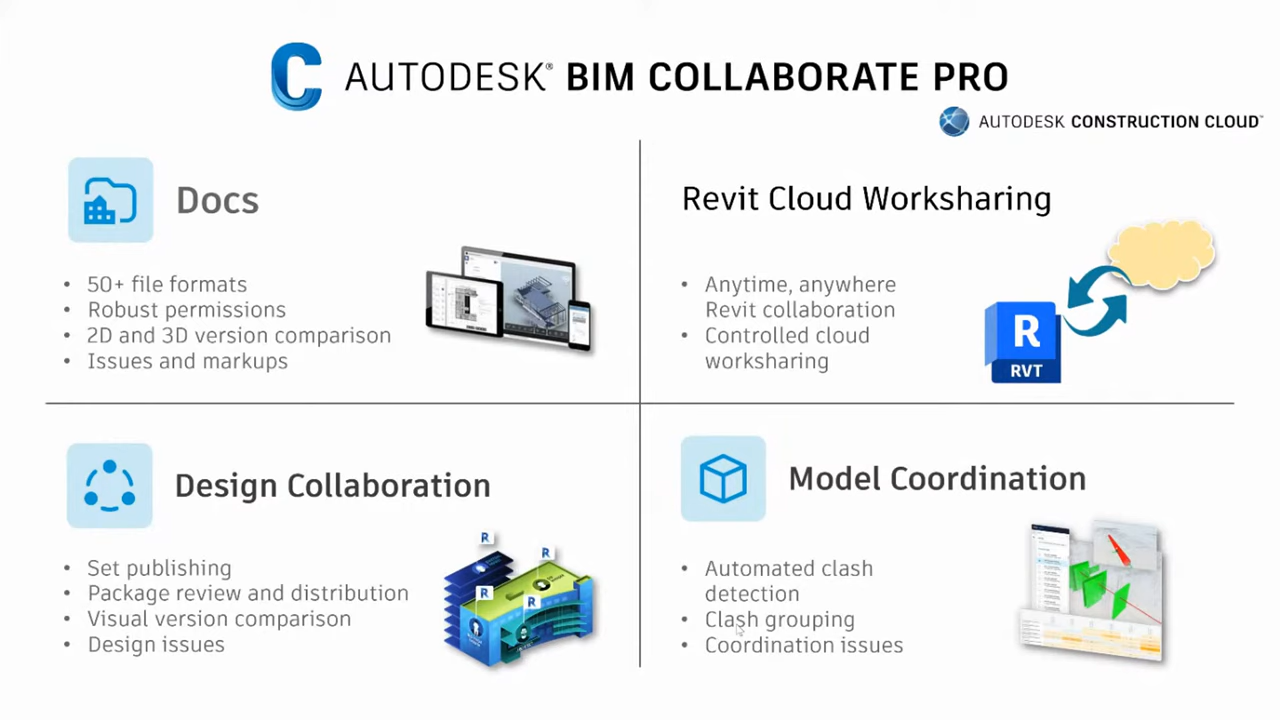 AUTODESK® BIM COLLABORATE PRO
AUTODESK CONSTRUCTION CLOUD™
Docs
• 50+ file formats
• Robust permissions
• 2D and 3D version comparison
• Issues and markups
Revit Cloud Worksharing
• Anytime, anywhere
Revit collaboration
• Controlled cloud
worksharing
R
RVT
Design Collaboration
• Set publishing
• Package review and distribution
• Visual version comparison
• Design issues
R
R
R
R
Model Coordination
• Automated clash
detection
• Clash grouping
• Coordination issues